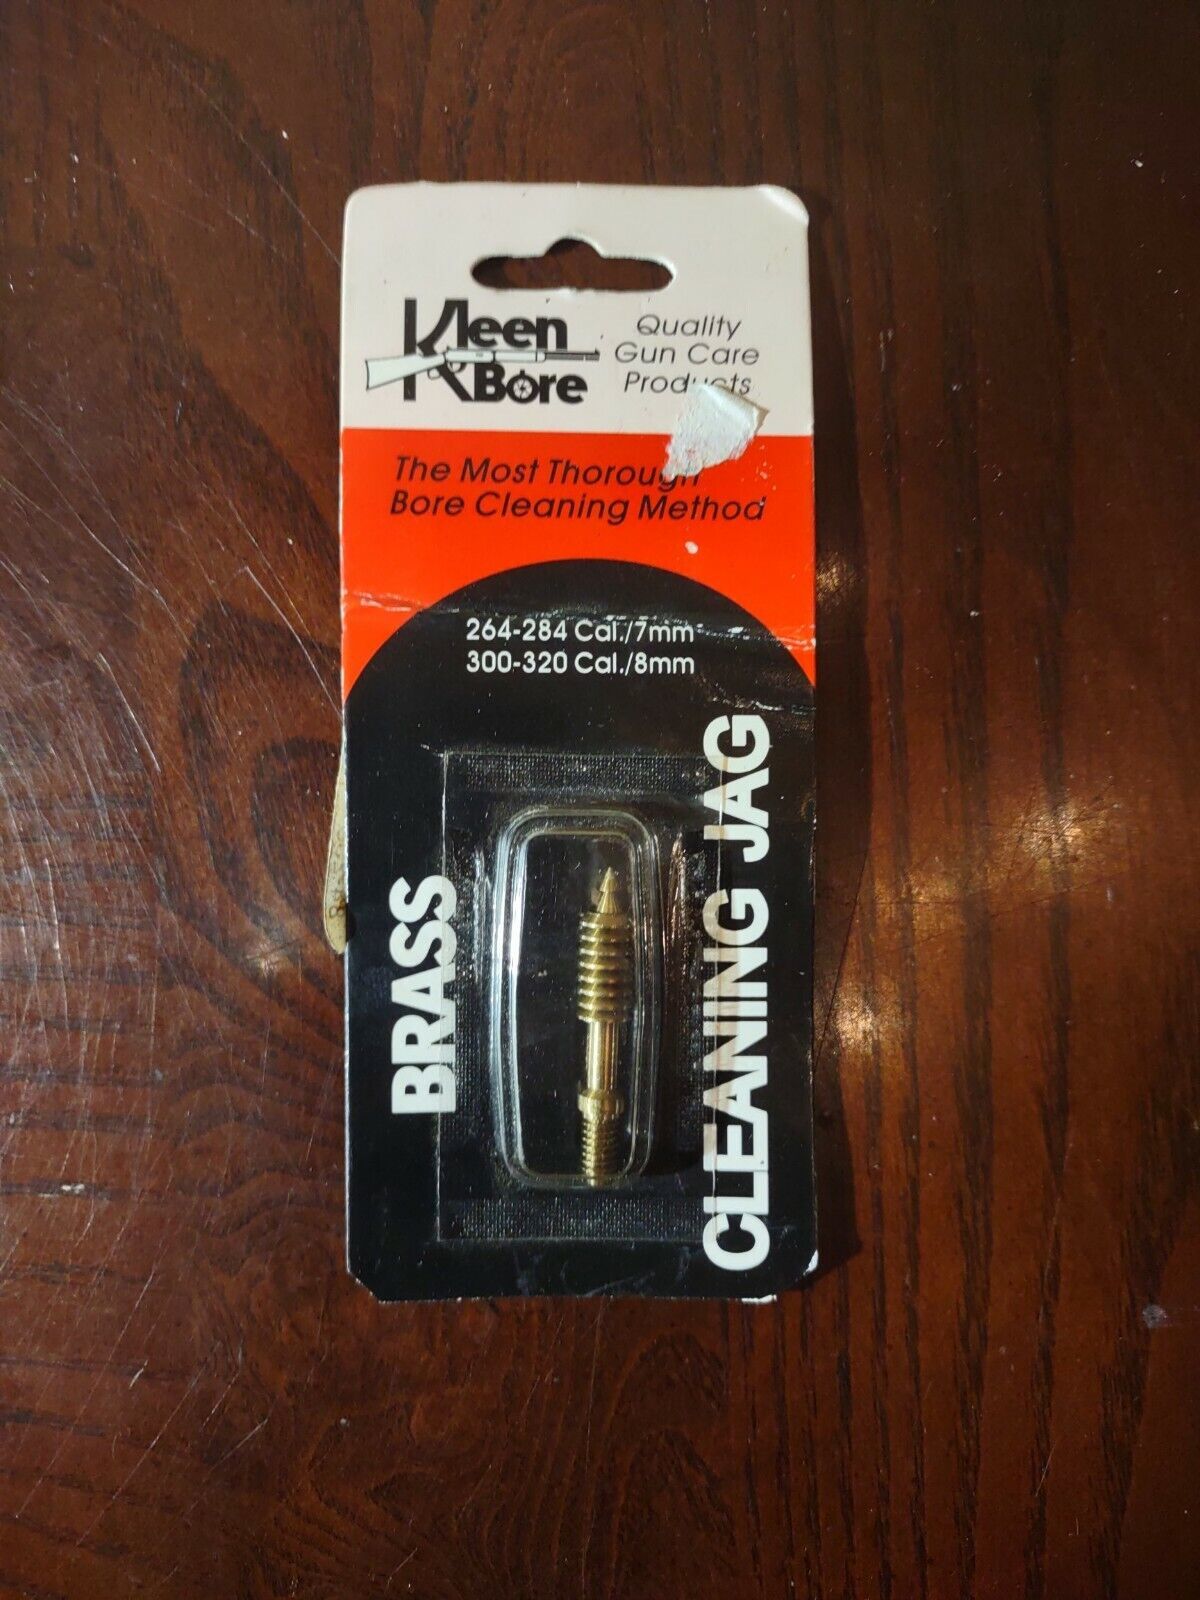 Kleen
Bore
Quality
Gun Care
Products
The Most Thorough
Bore Cleaning Method
264-284 Cal./7mm
300-320 Cal./8mm
BRASS
CLEANING JAG